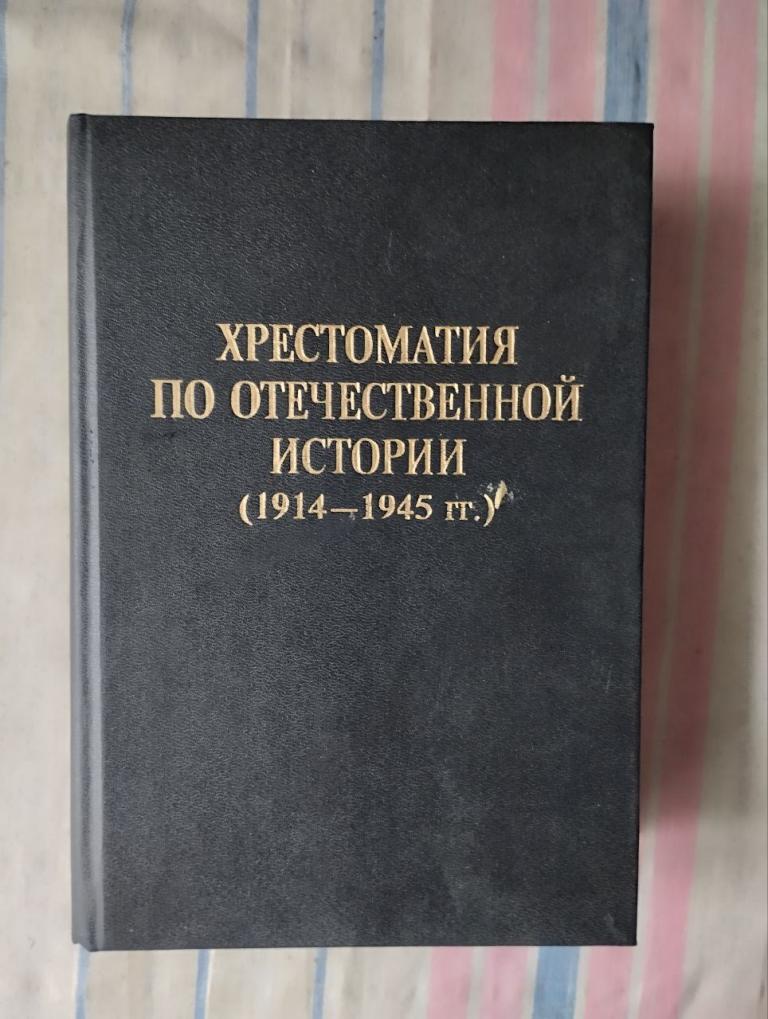 ХРЕСТОМАТИЯ
ПО ОТЕЧЕСТВЕННОЙ
ИСТОРИИ
(1914—1945 гг.)